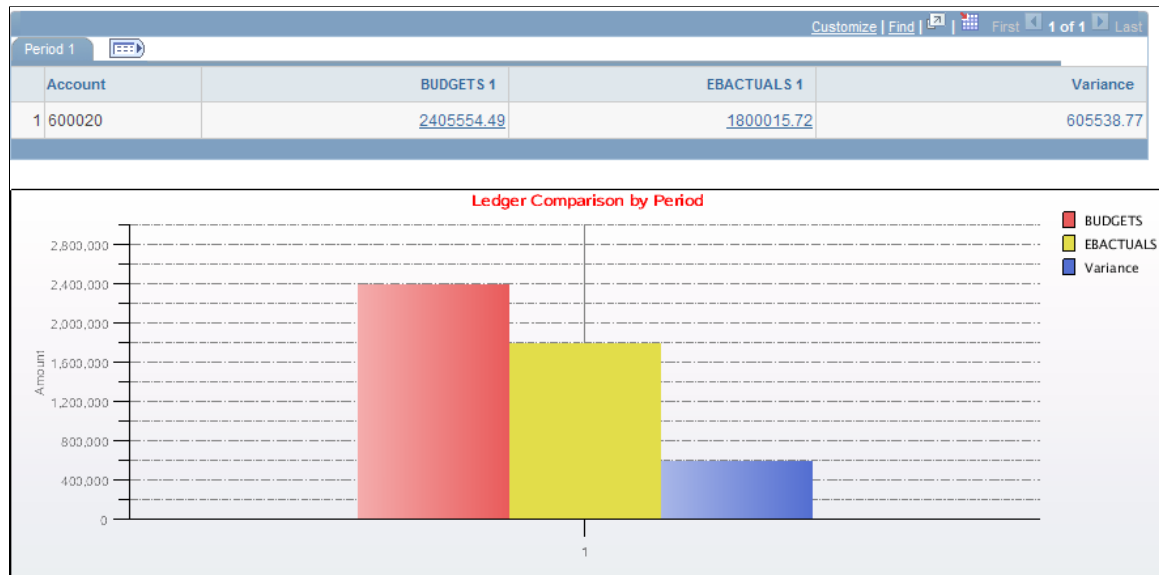 Customize | Find | | First 1 of 1 Last
Period 1
Account BUDGETS 1 EBACTUALS 1 Variance
1 600020 2405554.49 1800015.72 605538.77
Ledger Comparison by Period
BUDGETS
EBACTUALS
Variance
2,800,000
2,400,000
2,000,000
1,600,000
1,200,000
800,000
400,000
0
Amount
1